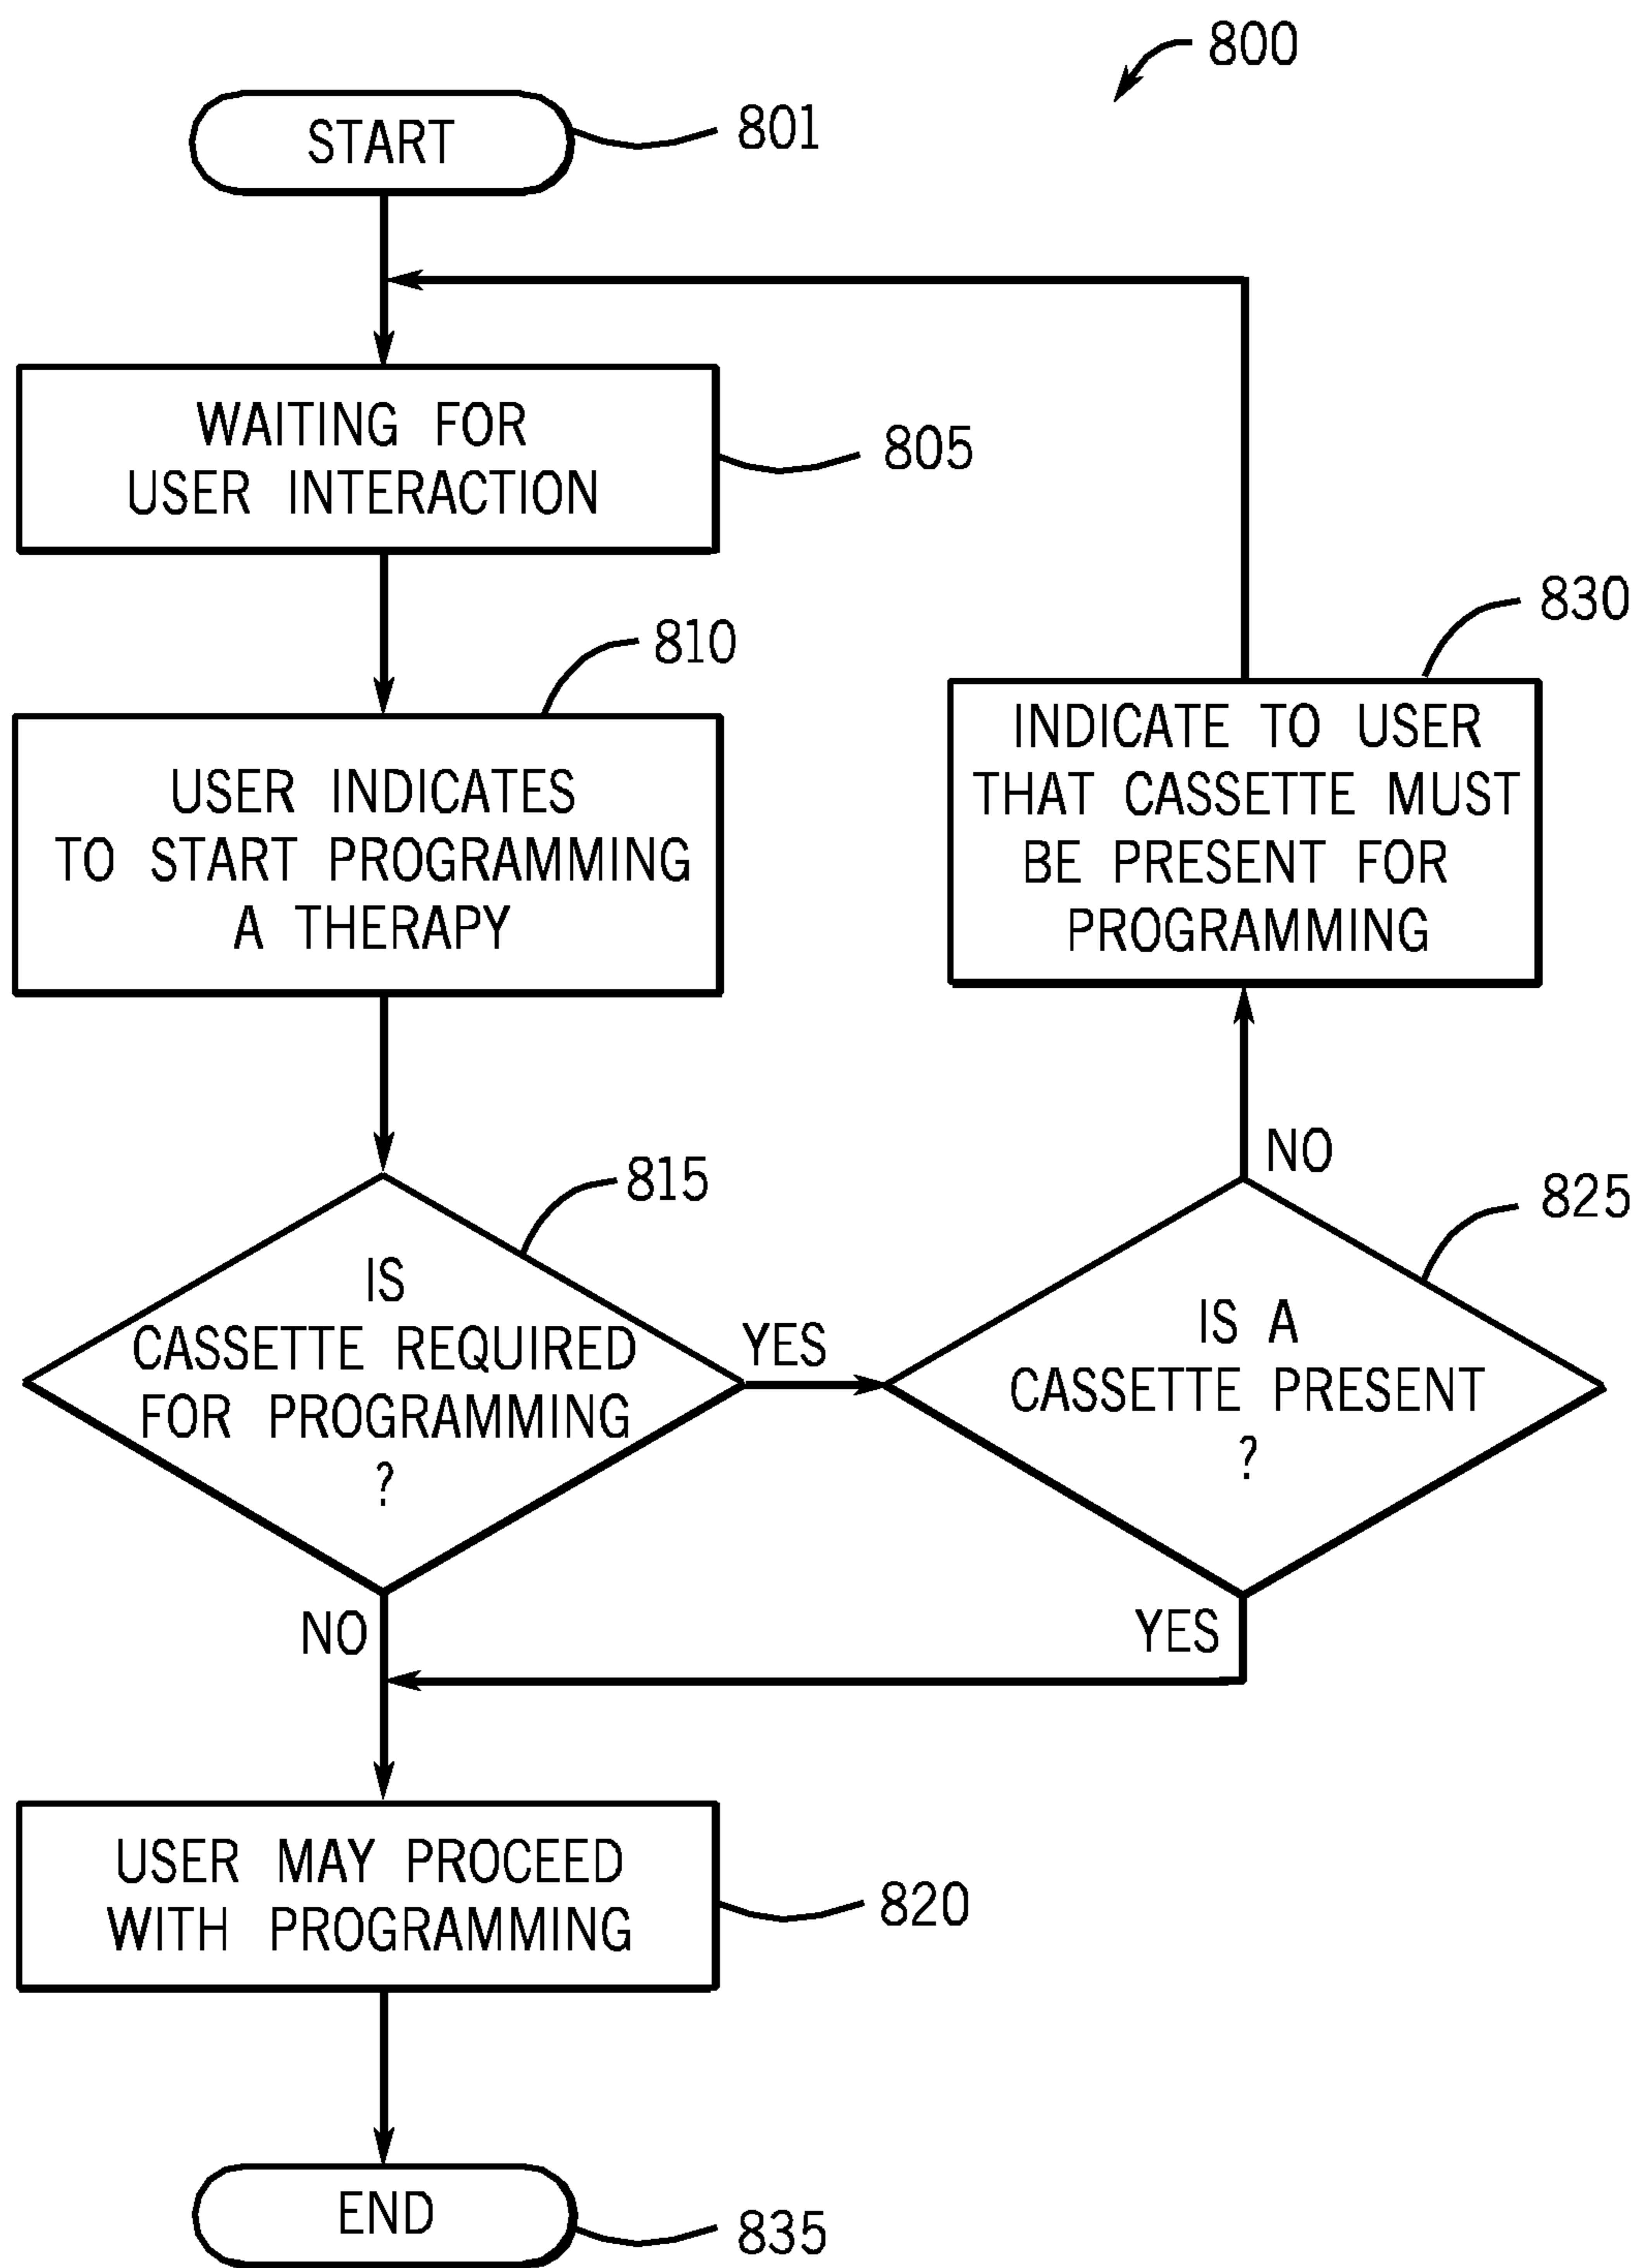 800
START
801
WAITING FOR
USER INTERACTION
805
810
USER INDICATES
TO START PROGRAMMING
A THERAPY
830
INDICATE TO USER
THAT CASSETTE MUST
BE PRESENT FOR
PROGRAMMING
815
IS
CASSETTE REQUIRED
FOR PROGRAMMING
?
YES
NO
NO
825
IS A
CASSETTE PRESENT
?
YES
USER MAY PROCEED
WITH PROGRAMMING
820
END
835